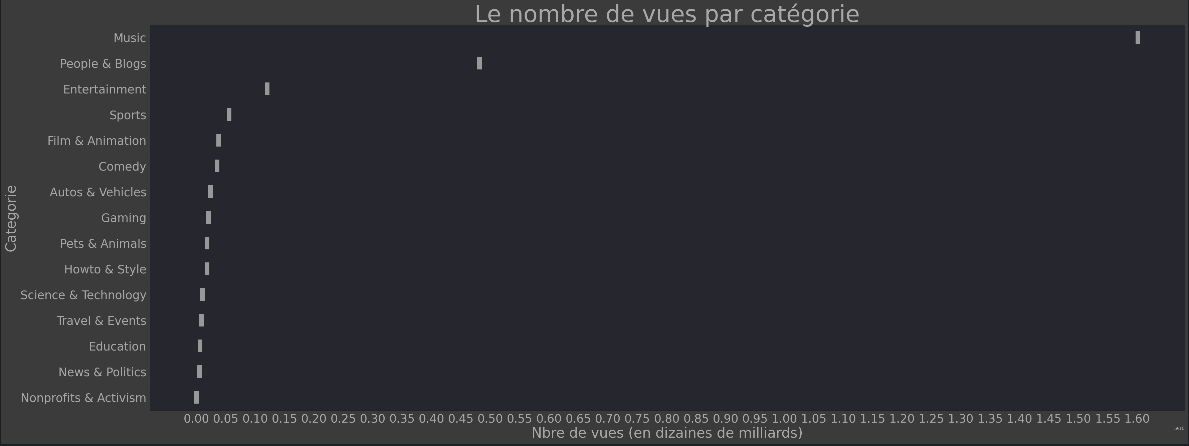 Le nombre de vues par catégorie
Music
People & Blogs
Entertainment
Sports
Film & Animation
Comedy
Autos & Vehicles
Gaming
Pets & Animals
Howto & Style
Science & Technology
Travel & Events
Education
News & Politics
Nonprofits & Activism
Categorie
0.00 0.05 0.10 0.15 0.20 0.25 0.30 0.35 0.40 0.45 0.50 0.55 0.60 0.65 0.70 0.75 0.80 0.85 0.90 0.95 1.00 1.05 1.10 1.15 1.20 1.25 1.30 1.35 1.40 1.45 1.50 1.55 1.60
Nbre de vues (en dizaines de milliards)